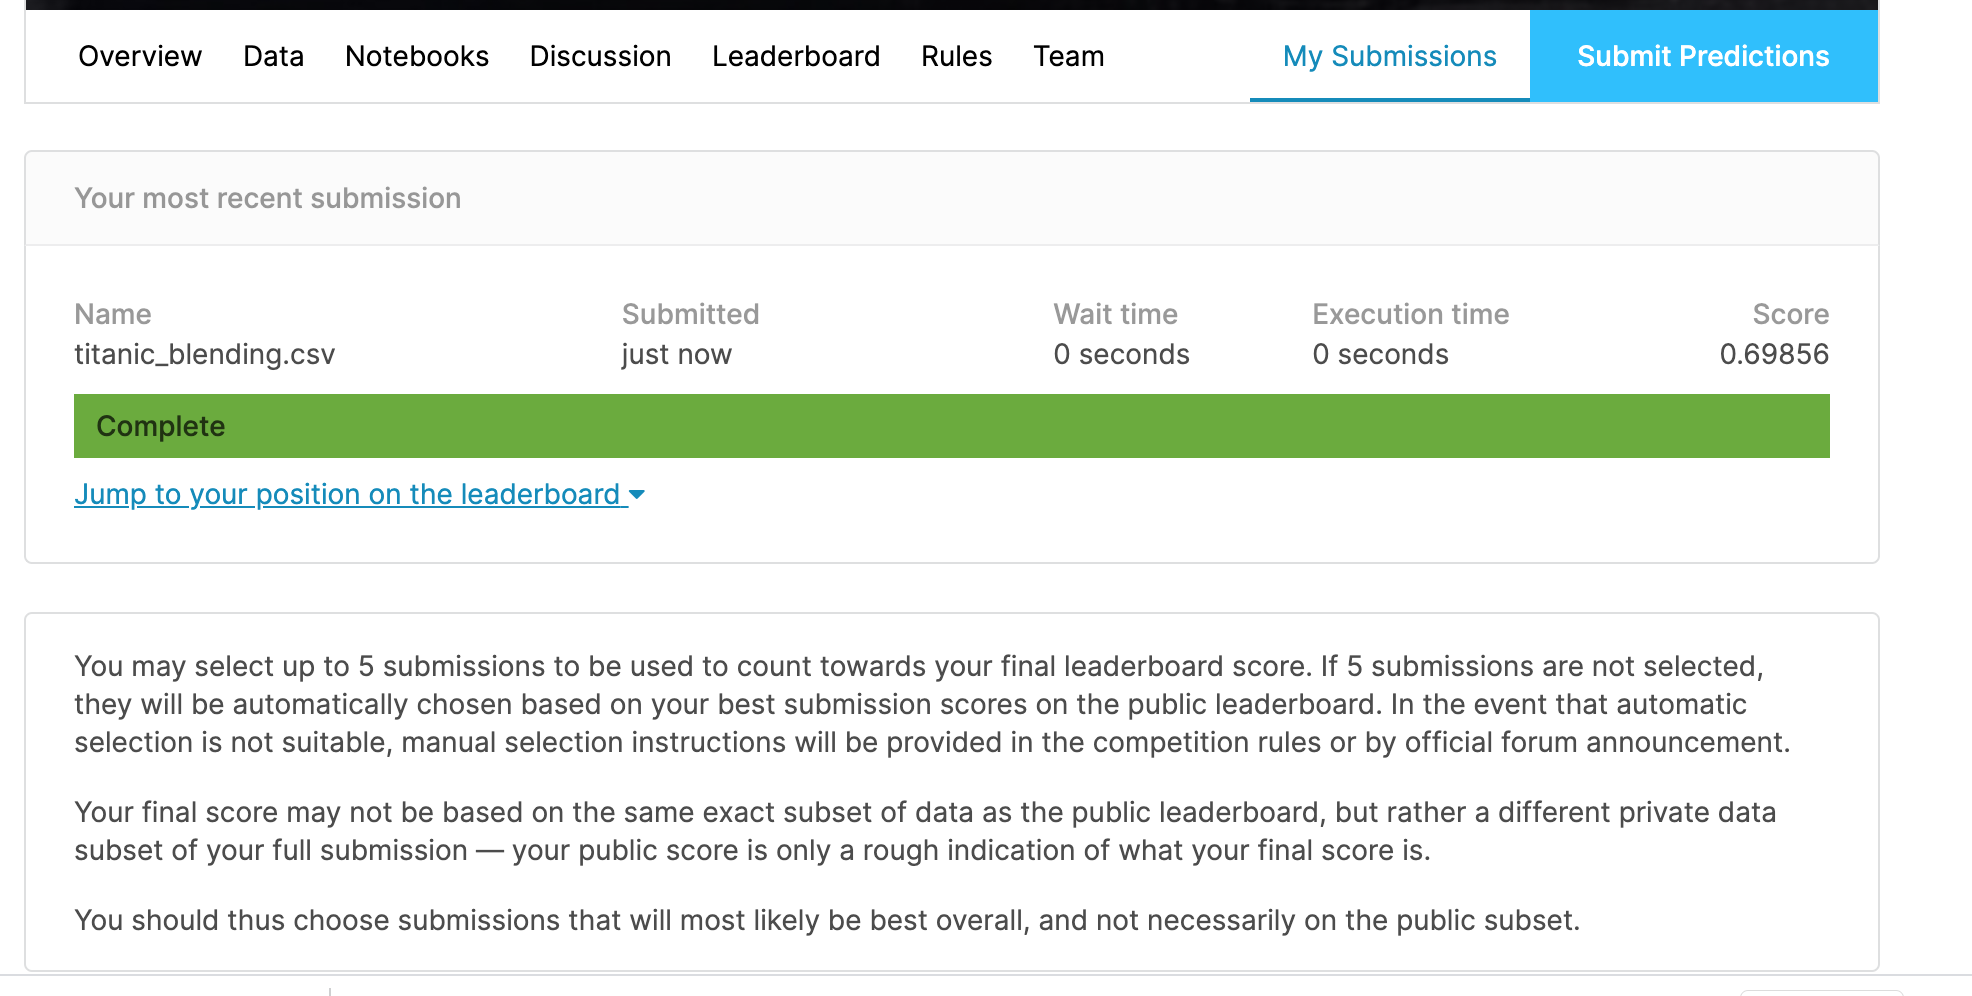 Overview Data Notebooks Discussion Leaderboard Rules Team My Submissions Submit Predictions
Your most recent submission
Name Submitted Wait time Execution time Score
titanic_blending.csv just now 0 seconds 0 seconds 0.69856
Complete
Jump to your position on the leaderboard
You may select up to 5 submissions to be used to count towards your final leaderboard score. If 5 submissions are not selected,
they will be automatically chosen based on your best submission scores on the public leaderboard. In the event that automatic
selection is not suitable, manual selection instructions will be provided in the competition rules or by official forum announcement.
Your final score may not be based on the same exact subset of data as the public leaderboard, but rather a different private data
subset of your full submission — your public score is only a rough indication of what your final score is.
You should thus choose submissions that will most likely be best overall, and not necessarily on the public subset.